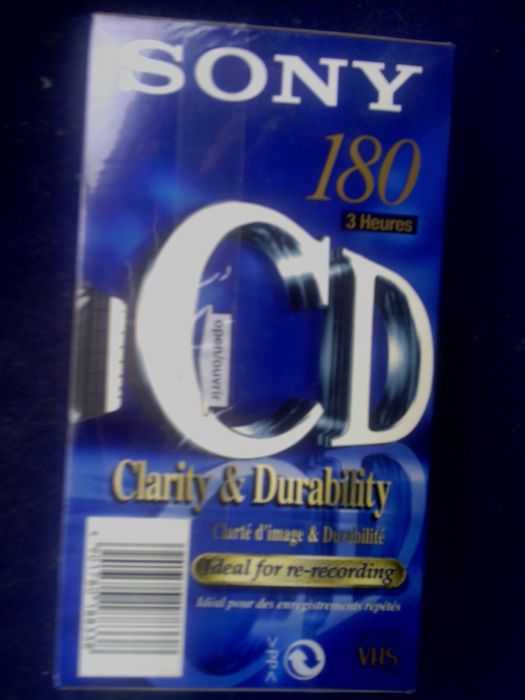 SONY
180
3 Heures
CD
open/ouvrir
Clarity & Durability
Clarté d'image & Durabilité
Ideal for re-recording
Idéal pour des enregistrements répétés
>PP<
VHS